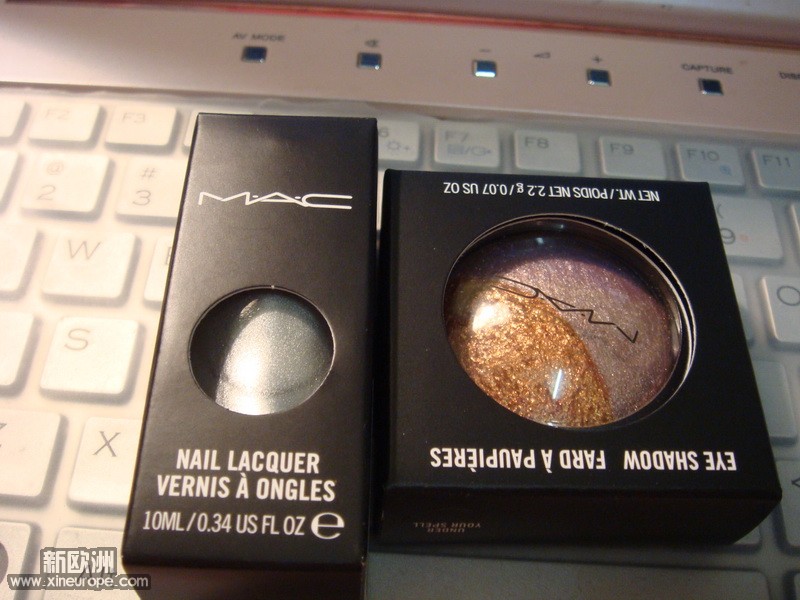 AV MODE
CAPTURE
F2
F3
F7
F8
F9
F10
F11
@
2
#
3
W
S
X
9
M·A·C
NAIL LACQUER
VERNIS À ONGLES
10ML/0.34 US FL OZ e
NET WT./POIDS NET 2.2 g/0.07 US OZ
MAC
EYE SHADOW FARD À PAUPIÈRES
UNDER
YOUR SPELL
新欧洲
www.xineurope.com